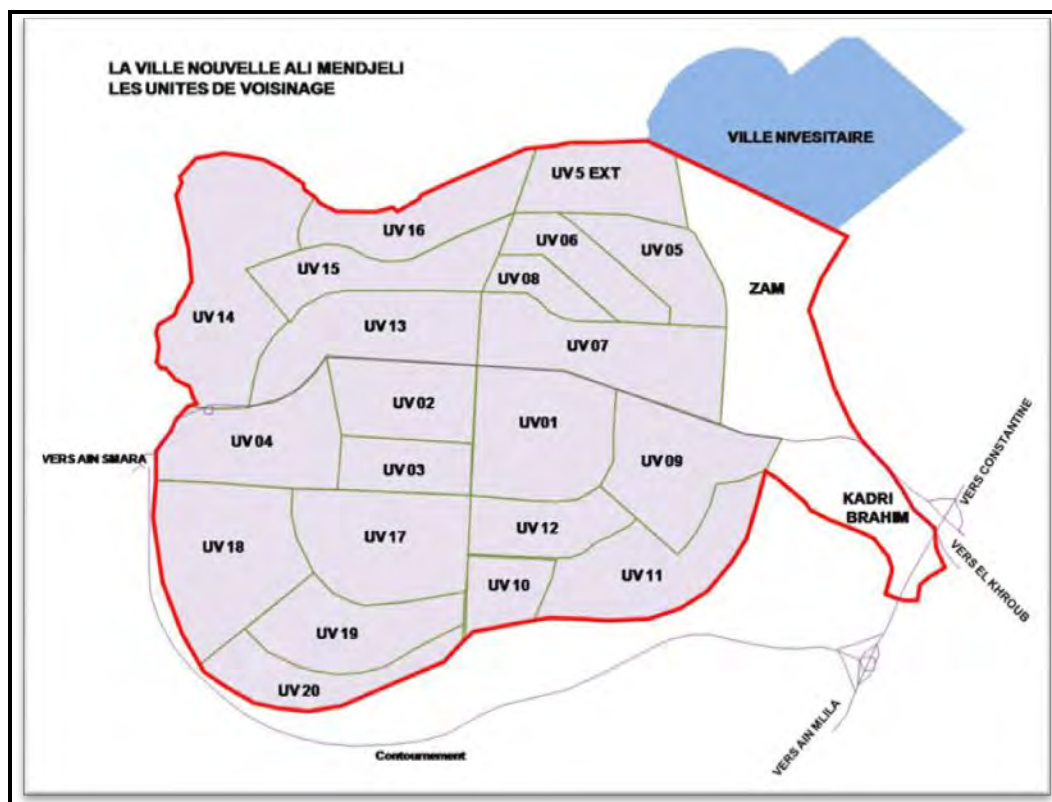 LA VILLE NOUVELLE ALI MENDJELI
LES UNITES DE VOISINAGE
VILLE NIVESITAIRE
UV 5 EXT
UV 16
UV 06
UV 05
UV 15
UV 08
ZAM
UV 14
UV 13
UV 07
UV 02
UV01
UV 04
UV 03
UV 09
VERS AIN SMARA
VERS CONSTANTINE
KADRI
BRAHIM
UV 12
UV 17
UV 18
VERS EL KHROUB
UV 10
UV 11
UV 19
UV 20
VERS AIN MLILA
Contournement